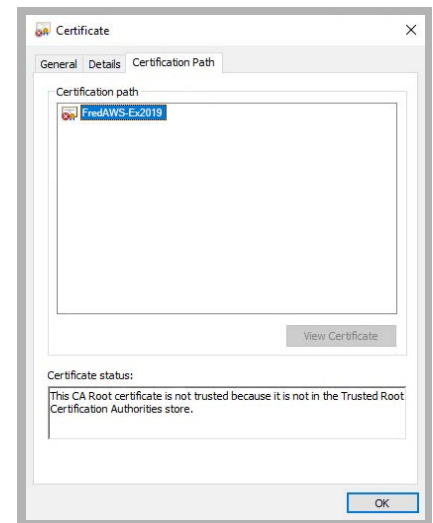 Certificate
General Details Certification Path
Certification path
FredAWS-Ex2019
View Certificate
Certificate status:
This CA Root certificate is not trusted because it is not in the Trusted Root
Certification Authorities store.
OK